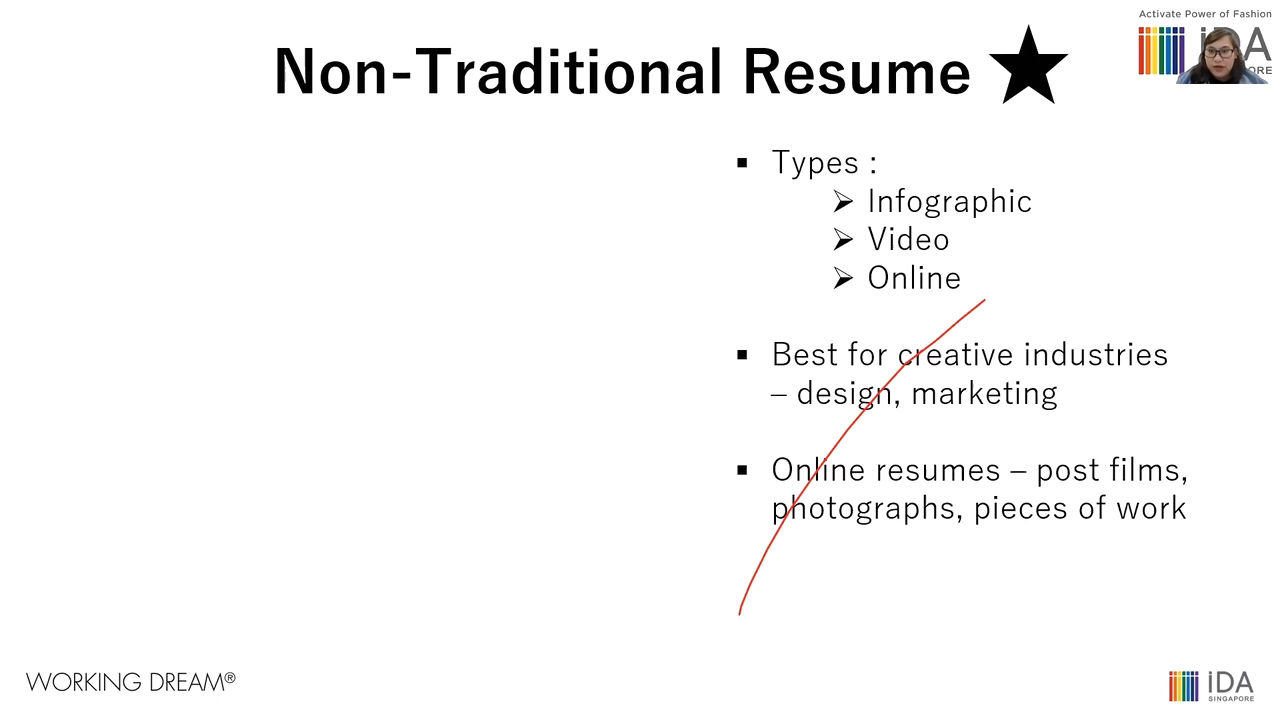 Activate Power of Fashion
Non-Traditional Resume
Types :
Infographic
Video
Online
Best for creative industries
– design, marketing
Online resumes – post films,
photographs, pieces of work
WORKING DREAM®
iDA
SINGAPORE